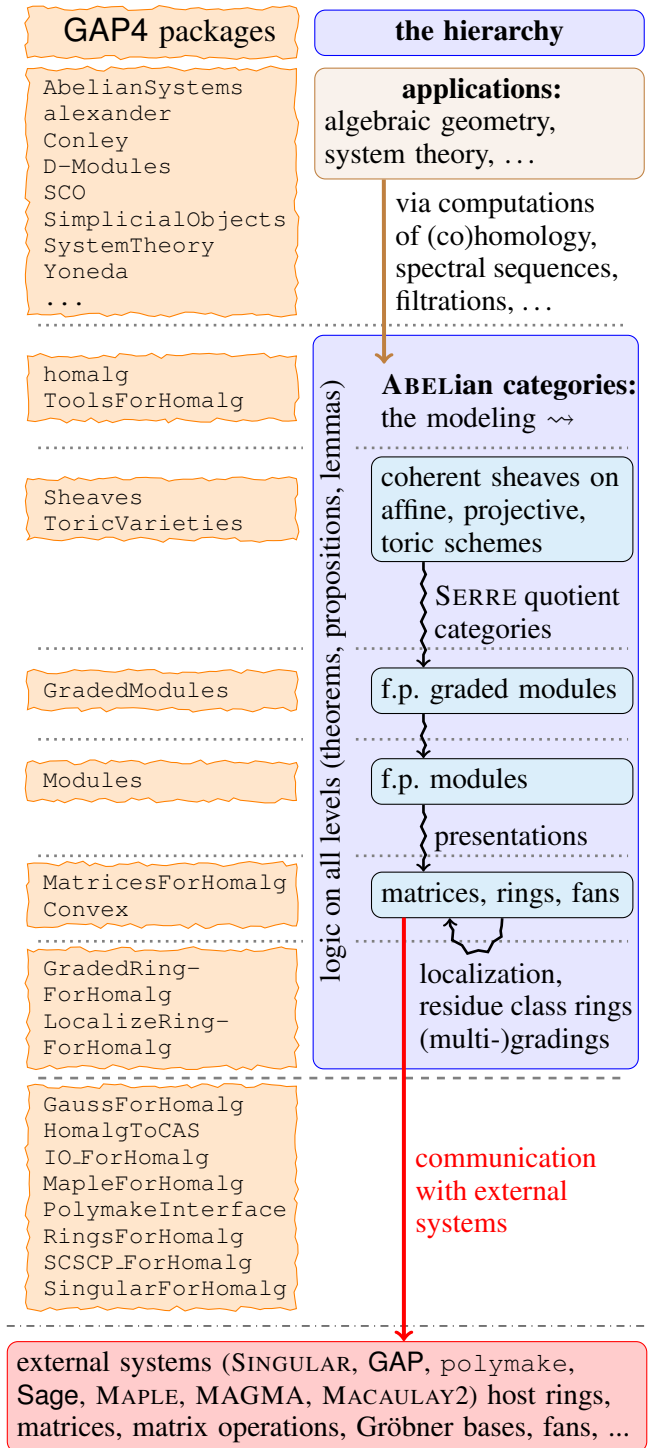 GAP4 packages
the hierarchy
AbelianSystems
alexander
Conley
D-Modules
SCO
SimplicialObjects
SystemTheory
Yoneda
...
applications:
algebraic geometry,
system theory, ...
via computations
of (co)homology,
spectral sequences,
filtrations, ...
logic on all levels (theorems, propositions, lemmas)
homalg
ToolsForHomalg
ABELian categories:
the modeling ⇝
Sheaves
ToricVarieties
coherent sheaves on
affine, projective,
toric schemes
SERRE quotient
categories
GradedModules
f.p. graded modules
Modules
f.p. modules
presentations
MatricesForHomalg
Convex
matrices, rings, fans
GradedRing-
ForHomalg
LocalizeRing-
ForHomalg
localization,
residue class rings
(multi-)gradings
GaussForHomalg
HomalgToCAS
IO_ForHomalg
MapleForHomalg
PolymakeInterface
RingsForHomalg
SCSCP_ForHomalg
SingularForHomalg
communication
with external
systems
external systems (SINGULAR, GAP, polymake,
Sage, MAPLE, MAGMA, MACAULAY2) host rings,
matrices, matrix operations, Gröbner bases, fans, ...